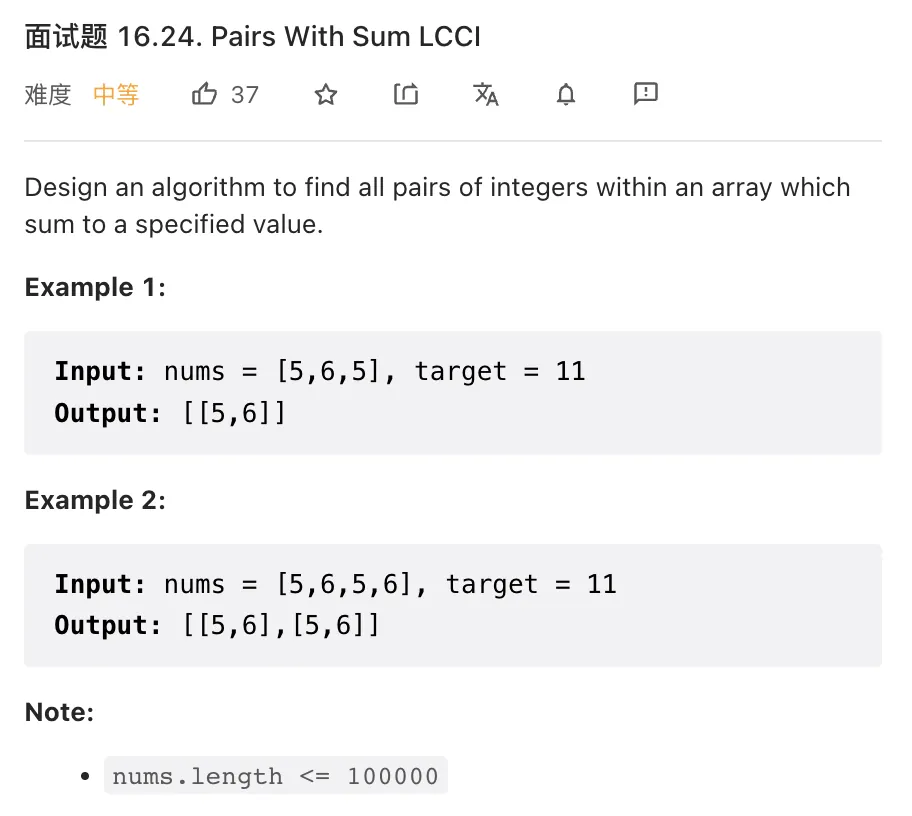 面试题 16.24. Pairs With Sum LCCI
难度 中等 37
Design an algorithm to find all pairs of integers within an array which
sum to a specified value.
Example 1:
Input: nums = [5,6,5], target = 11
Output: [[5,6]]
Example 2:
Input: nums = [5,6,5,6], target = 11
Output: [[5,6],[5,6]]
Note:
• nums.length <= 100000